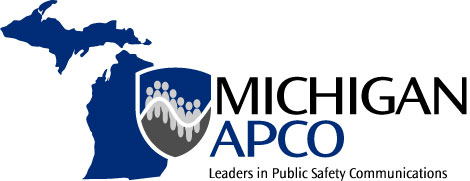 MICHIGAN
APCO
Leaders in Public Safety Communications